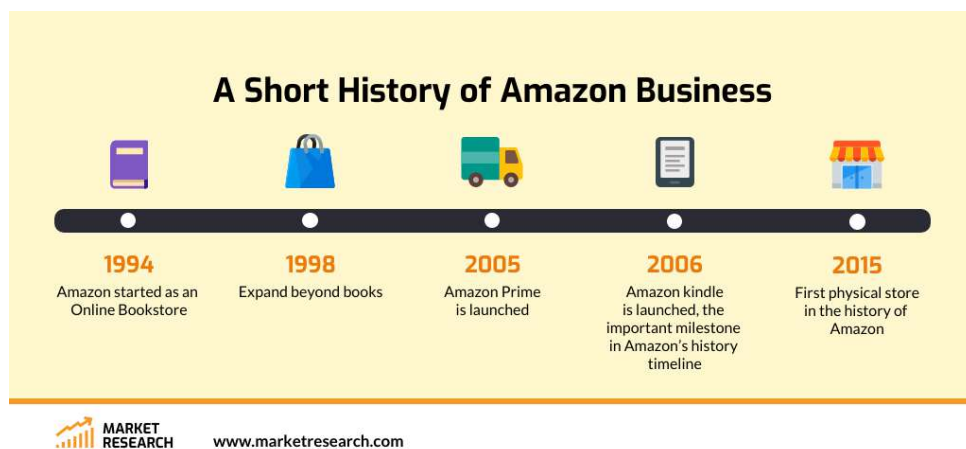 A Short History of Amazon Business
1994
Amazon started as an
Online Bookstore
1998
Expand beyond books
2005
Amazon Prime
is launched
2006
Amazon kindle
is launched, the
important milestone
in Amazon's history
timeline
2015
First physical store
in the history of
Amazon
MARKET
RESEARCH
www.marketresearch.com